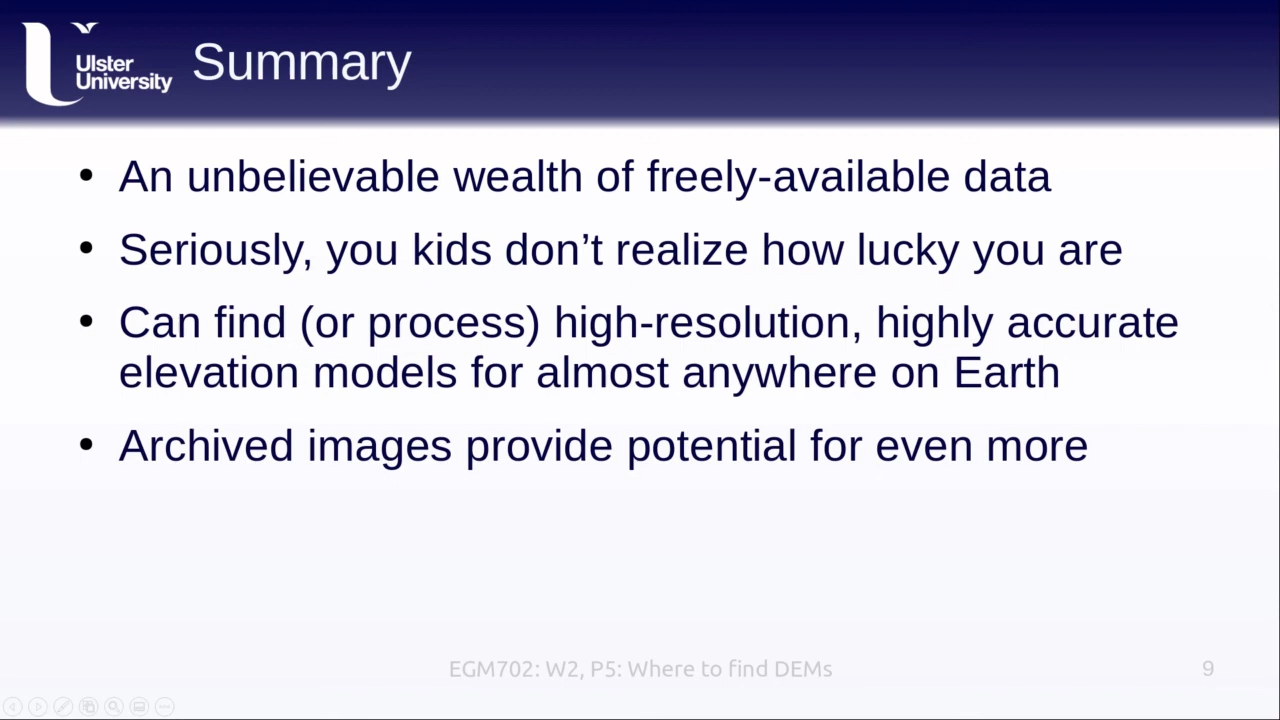 Ulster
University
Summary
• An unbelievable wealth of freely-available data
• Seriously, you kids don’t realize how lucky you are
• Can find (or process) high-resolution, highly accurate
elevation models for almost anywhere on Earth
• Archived images provide potential for even more
EGM702: W2, P5: Where to find DEMs
9